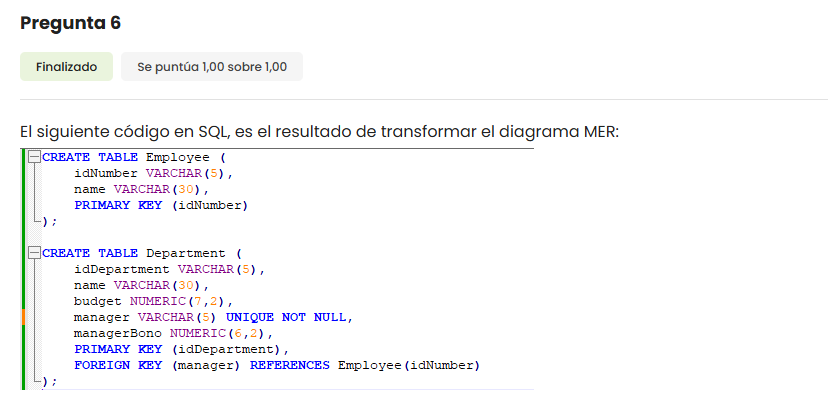 Pregunta 6
Finalizado
Se puntúa 1,00 sobre 1,00
El siguiente código en SQL, es el resultado de transformar el diagrama MER:
CREATE TABLE Employee (
idNumber VARCHAR(5),
name VARCHAR(30),
PRIMARY KEY (idNumber)
);
CREATE TABLE Department (
idDepartment VARCHAR(5),
name VARCHAR(30),
budget NUMERIC(7,2),
manager VARCHAR(5) UNIQUE NOT NULL,
managerBono NUMERIC(6,2),
PRIMARY KEY (idDepartment),
FOREIGN KEY (manager) REFERENCES Employee(idNumber)
);